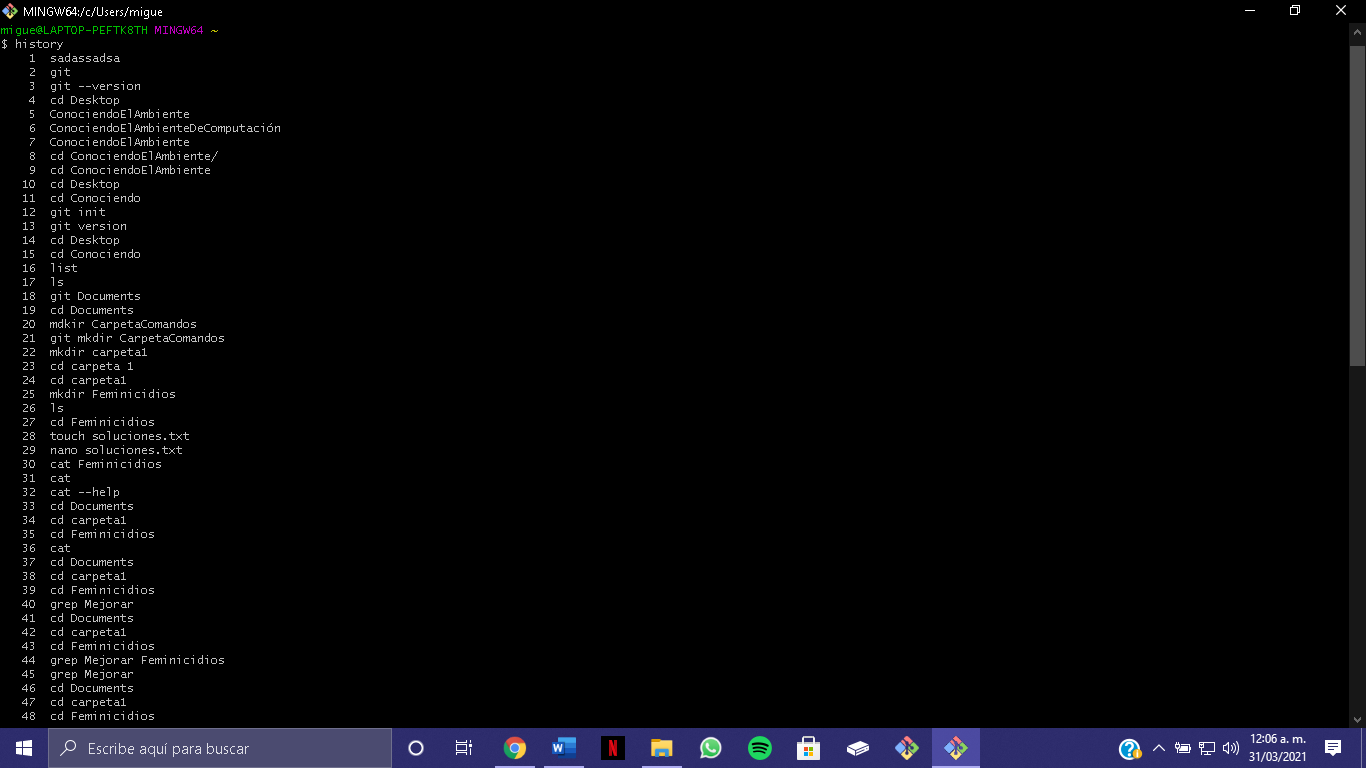 MINGW64:/c/Users/migue
migue@LAPTOP-PEFTK8TH MINGW64 ~
$ history
1 sadassadsa
2 git
3 git --version
4 cd Desktop
5 ConociendoElAmbiente
6 ConociendoElAmbienteDeComputación
7 ConociendoElAmbiente
8 cd ConociendoElAmbiente/
9 cd ConociendoElAmbiente
10 cd Desktop
11 cd Conociendo
12 git init
13 git version
14 cd Desktop
15 cd Conociendo
16 list
17 ls
18 git Documents
19 cd Documents
20 mdkir CarpetaComandos
21 git mkdir CarpetaComandos
22 mkdir carpeta1
23 cd carpeta 1
24 cd carpeta1
25 mkdir Feminicidios
26 ls
27 cd Feminicidios
28 touch soluciones.txt
29 nano soluciones.txt
30 cat Feminicidios
31 cat
32 cat --help
33 cd Documents
34 cd carpeta1
35 cd Feminicidios
36 cat
37 cd Documents
38 cd carpeta1
39 cd Feminicidios
40 grep Mejorar
41 cd Documents
42 cd carpeta1
43 cd Feminicidios
44 grep Mejorar Feminicidios
45 grep Mejorar
46 cd Documents
47 cd carpeta1
48 cd Feminicidios
Escribe aquí para buscar
12:06 a. m.
31/03/2021